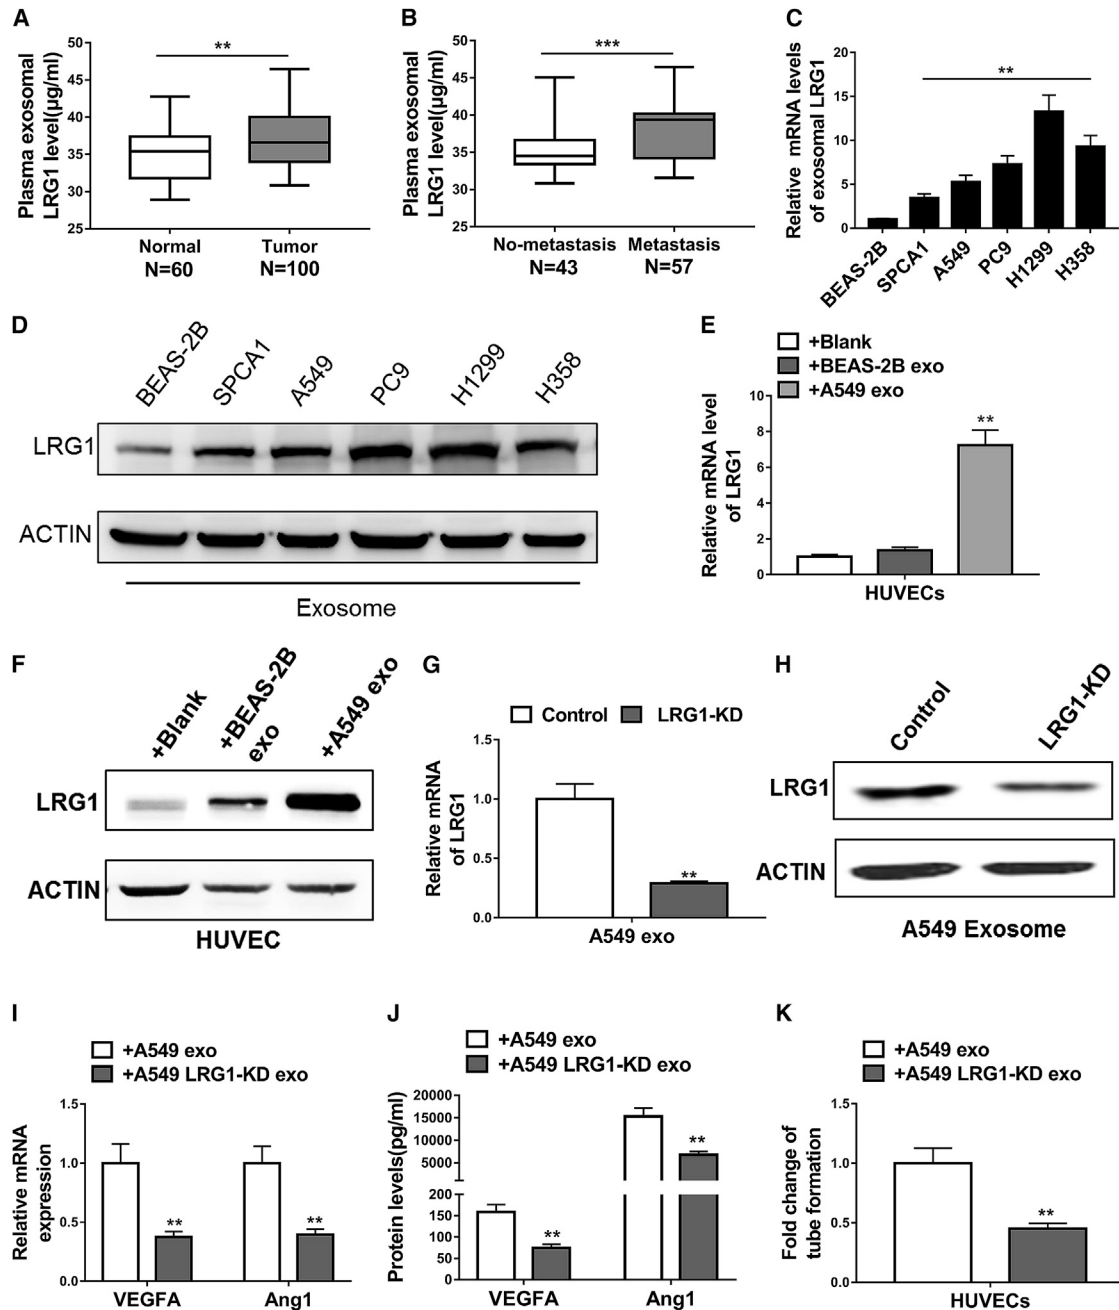 A
Plasma exosomal
LRG1 level(µg/ml)
50
45
40
35
30
25
**
Normal
N=60
Tumor
N=100
B
Plasma exosomal
LRG1 level(µg/ml)
50
45
40
35
30
25
***
No-metastasis
N=43
Metastasis
N=57
C
Relative mRNA levels
of exosomal LRG1
20
15
10
5
0
**
BEAS-2B
SPCA1
A549
PC9
H1299
H358
D
BEAS-2B
SPCA1
A549
PC9
H1299
H358
LRG1
ACTIN
Exosome
E
+Blank
+BEAS-2B exo
+A549 exo
Relative mRNA level
of LRG1
10
8
6
4
2
0
**
HUVECs
F
+Blank
+BEAS-2B
exo
+A549 exo
LRG1
ACTIN
HUVEC
G
Control
LRG1-KD
Relative mRNA
of LRG1
1.5
1.0
0.5
0.0
**
A549 exo
H
Control
LRG1-KD
LRG1
ACTIN
A549 Exosome
I
+A549 exo
+A549 LRG1-KD exo
Relative mRNA
expression
1.5
1.0
0.5
0.0
**
**
VEGFA
Ang1
J
+A549 exo
+A549 LRG1-KD exo
Protein levels(pg/ml)
20000
15000
10000
5000
200
150
100
50
0
**
**
VEGFA
Ang1
K
+A549 exo
+A549 LRG1-KD exo
Fold change of
tube formation
1.5
1.0
0.5
0.0
**
HUVECs